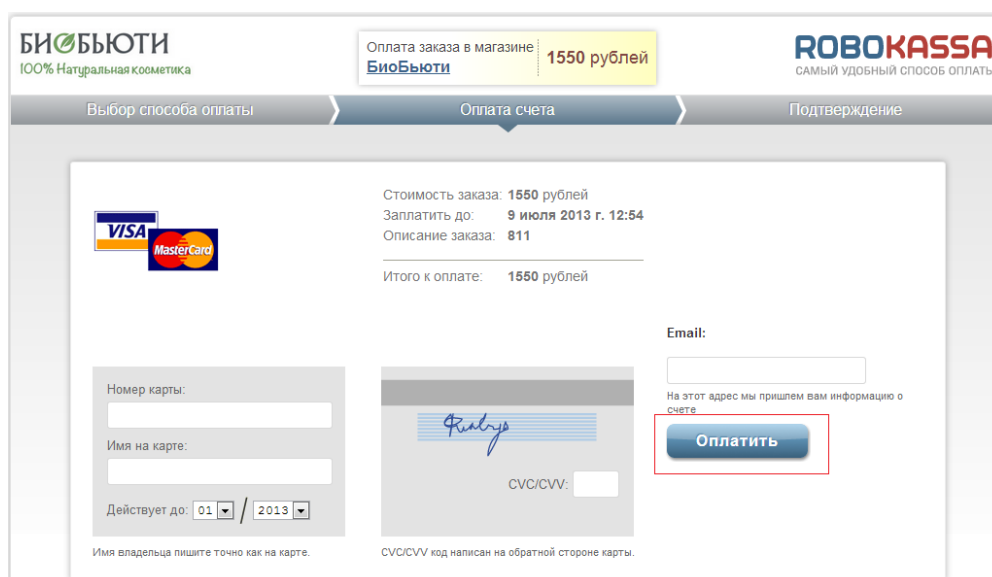 БИОБЬЮТИ
100% Натуральная косметика
Оплата заказа в магазине
БиоБьюти
1550 рублей
ROBOKASSA
САМЫЙ УДОБНЫЙ СПОСОБ ОПЛАТЫ
Выбор способа оплаты
Оплата счета
Подтверждение
VISA
MasterCard
Стоимость заказа: 1550 рублей
Заплатить до: 9 июля 2013 г. 12:54
Описание заказа: 811
Итого к оплате: 1550 рублей
Email:
На этот адрес мы пришлем вам информацию о
счете
Оплатить
Номер карты:
Имя на карте:
Действует до: 01 / 2013
Имя владельца пишите точно как на карте.
CVC/CVV:
CVC/CVV код написан на обратной стороне карты.